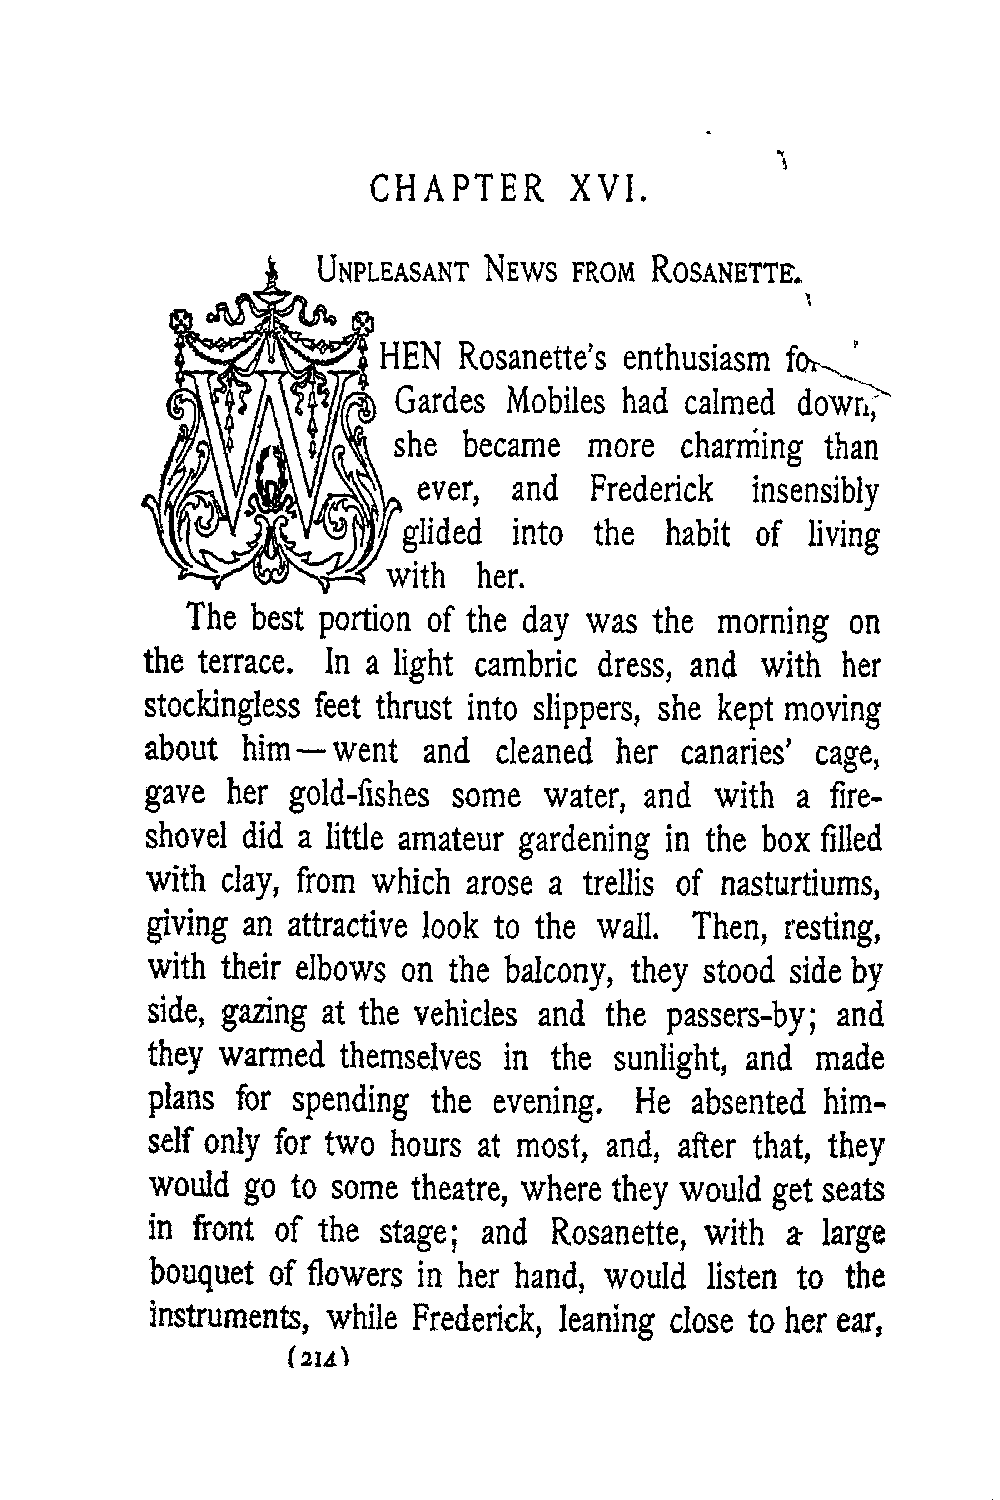 CHAPTER XVI.
UNPLEASANT NEWS FROM ROSANETTE.
WHEN Rosanette's enthusiasm for
Gardes Mobiles had calmed down,
she became more charming than
ever, and Frederick insensibly
glided into the habit of living
with her.
The best portion of the day was the morning on
the terrace. In a light cambric dress, and with her
stockingless feet thrust into slippers, she kept moving
about him—went and cleaned her canaries' cage,
gave her gold-fishes some water, and with a fire-
shovel did a little amateur gardening in the box filled
with clay, from which arose a trellis of nasturtiums,
giving an attractive look to the wall. Then, resting,
with their elbows on the balcony, they stood side by
side, gazing at the vehicles and the passers-by; and
they warmed themselves in the sunlight, and made
plans for spending the evening. He absented him-
self only for two hours at most, and, after that, they
would go to some theatre, where they would get seats
in front of the stage; and Rosanette, with a large
bouquet of flowers in her hand, would listen to the
instruments, while Frederick, leaning close to her ear,
(214)